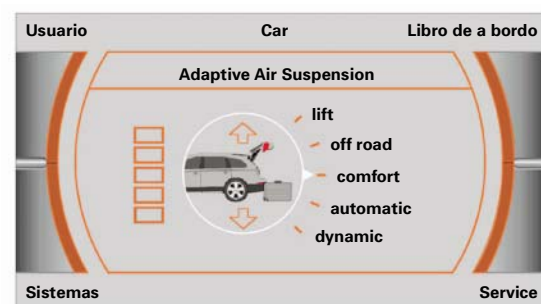 Usuario Car Libro de a bordo
Adaptive Air Suspension
lift
off road
comfort
automatic
dynamic
Sistemas Service